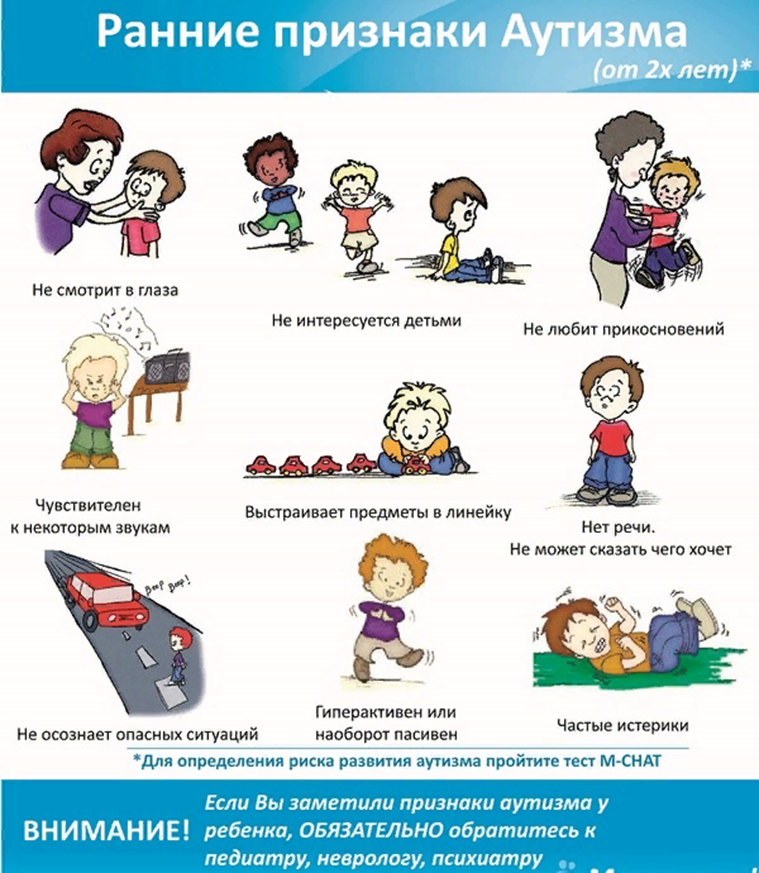 Ранние признаки Аутизма
(от 2х лет)*
Не смотрит в глаза
Не интересуется детьми
Не любит прикосновений
Чувствителен
к некоторым звукам
Выстраивает предметы в линейку
Нет речи.
Не может сказать чего хочет
Beep Beep!
Не осознает опасных ситуаций
Гиперактивен или
наоборот пасивен
Частые истерики
*Для определения риска развития аутизма пройдите тест M-CHAT
ВНИМАНИЕ!
Если Вы заметили признаки аутизма у
ребенка, ОБЯЗАТЕЛЬНО обратитесь к
педиатру, неврологу, психиатру